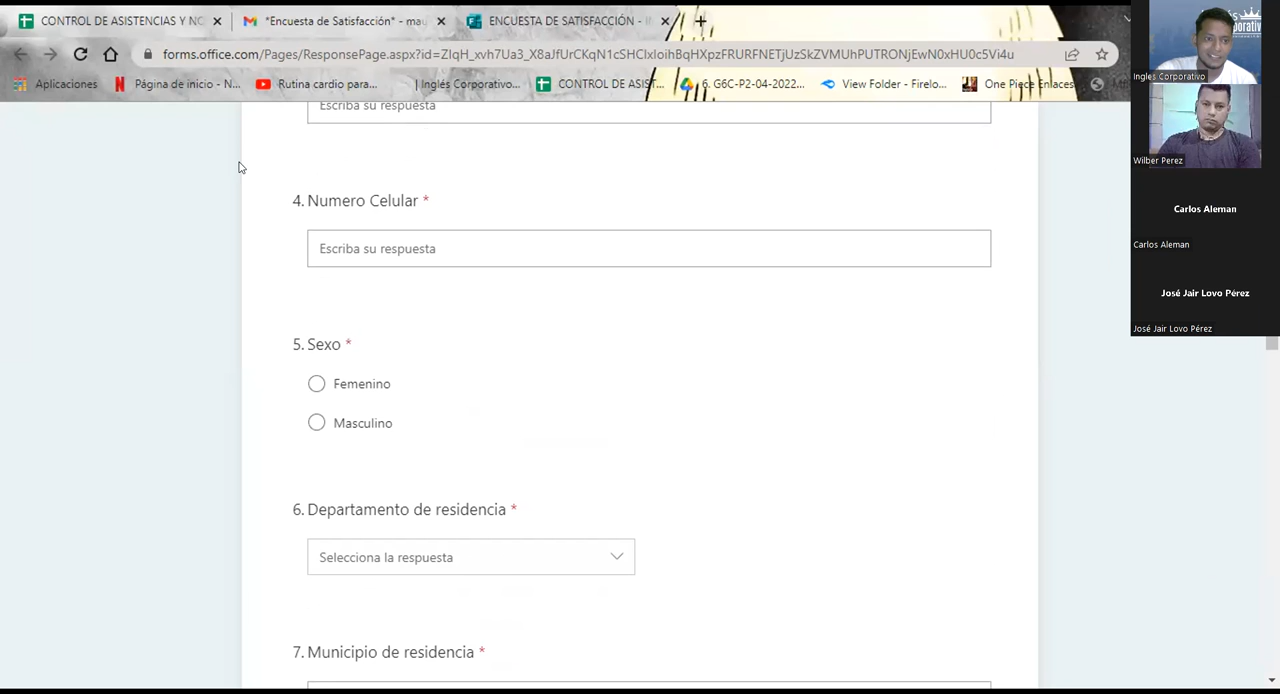 CONTROL DE ASISTENCIAS Y NO
*Encuesta de Satisfacción* - mau
ENCUESTA DE SATISFACCIÓN - I
forms.office.com/Pages/ResponsePage.aspx?id=ZIqH_xvh7Ua3_X8aJfUrCKqN1cSHCIxIoihBqHXpzFRURFNETjUzSkZVMUhPUTRONjEwN0xHU0c5Vi4u
Aplicaciones
Página de inicio - N...
Rutina cardio para...
| Inglés Corporativo...
CONTROL DE ASIST...
6. G6C-P2-04-2022...
View Folder - Firelo...
One Piece Enlaces
Escriba su respuesta
4. Numero Celular *
Escriba su respuesta
5. Sexo *
Femenino
Masculino
6. Departamento de residencia *
Selecciona la respuesta
7. Municipio de residencia *
Inglés Corporativo
Wilber Perez
Carlos Aleman
Carlos Aleman
José Jair Lovo Pérez
José Jair Lovo Pérez